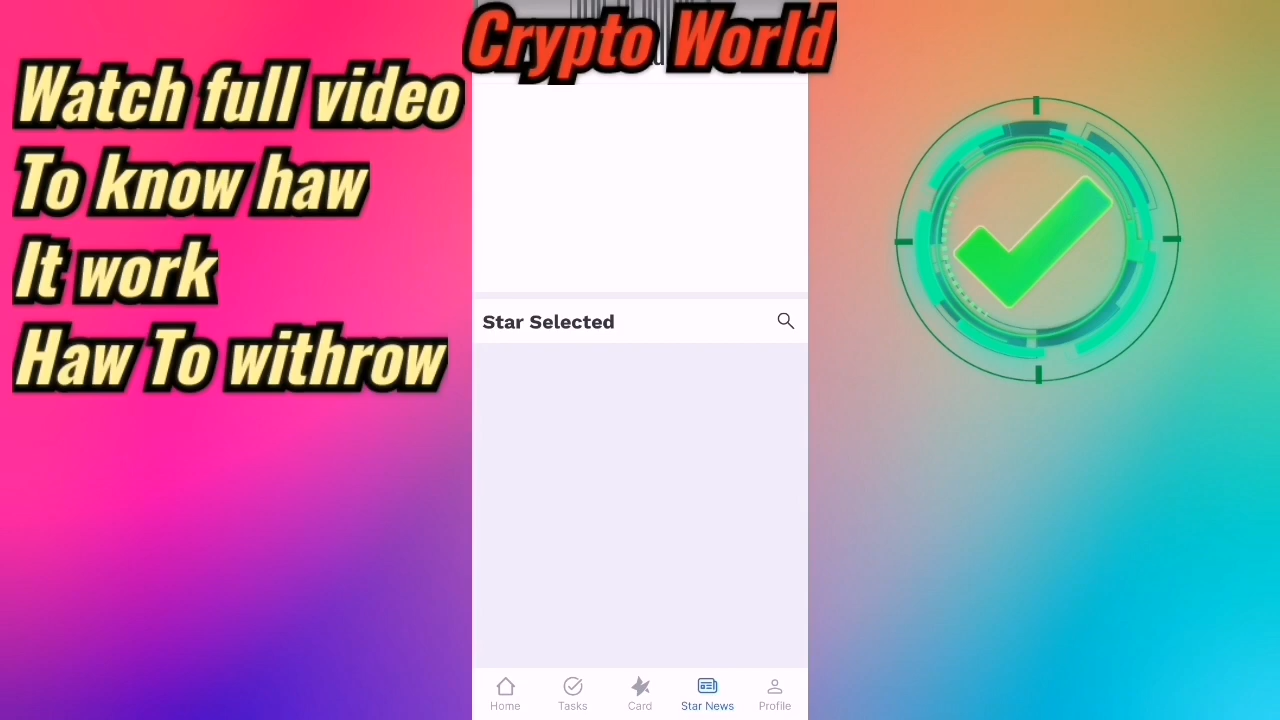 Crypto World
Watch full video
To know haw
It work
Haw To withrow
Star Selected
Home
Tasks
Card
Star News
Profile